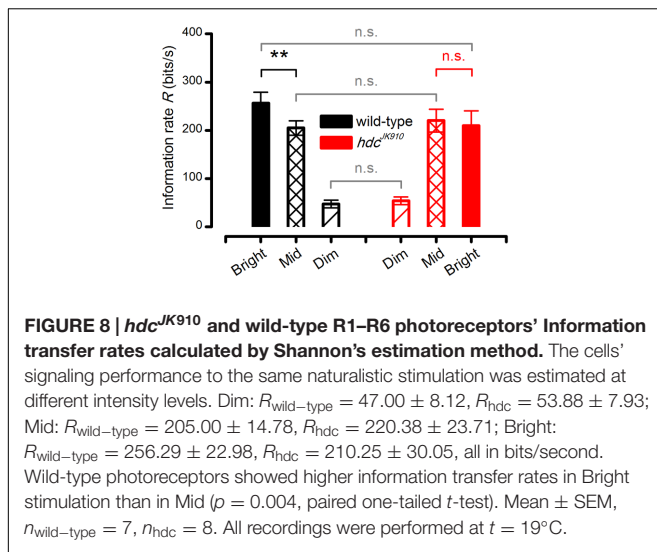 n.s.
**
n.s.
n.s.
n.s.
Information rate R (bits/s)
400
300
200
100
0
wild-type
hdcJK910
Bright
Mid
Dim
Dim
Mid
Bright
FIGURE 8 | hdcJK910 and wild-type R1–R6 photoreceptors' Information
transfer rates calculated by Shannon's estimation method. The cells'
signaling performance to the same naturalistic stimulation was estimated at
different intensity levels. Dim: Rwild−type = 47.00 ± 8.12, Rhdc = 53.88 ± 7.93;
Mid: Rwild−type = 205.00 ± 14.78, Rhdc = 220.38 ± 23.71; Bright:
Rwild−type = 256.29 ± 22.98, Rhdc = 210.25 ± 30.05, all in bits/second.
Wild-type photoreceptors showed higher information transfer rates in Bright
stimulation than in Mid (p = 0.004, paired one-tailed t-test). Mean ± SEM,
nwild−type = 7, nhdc = 8. All recordings were performed at t = 19°C.